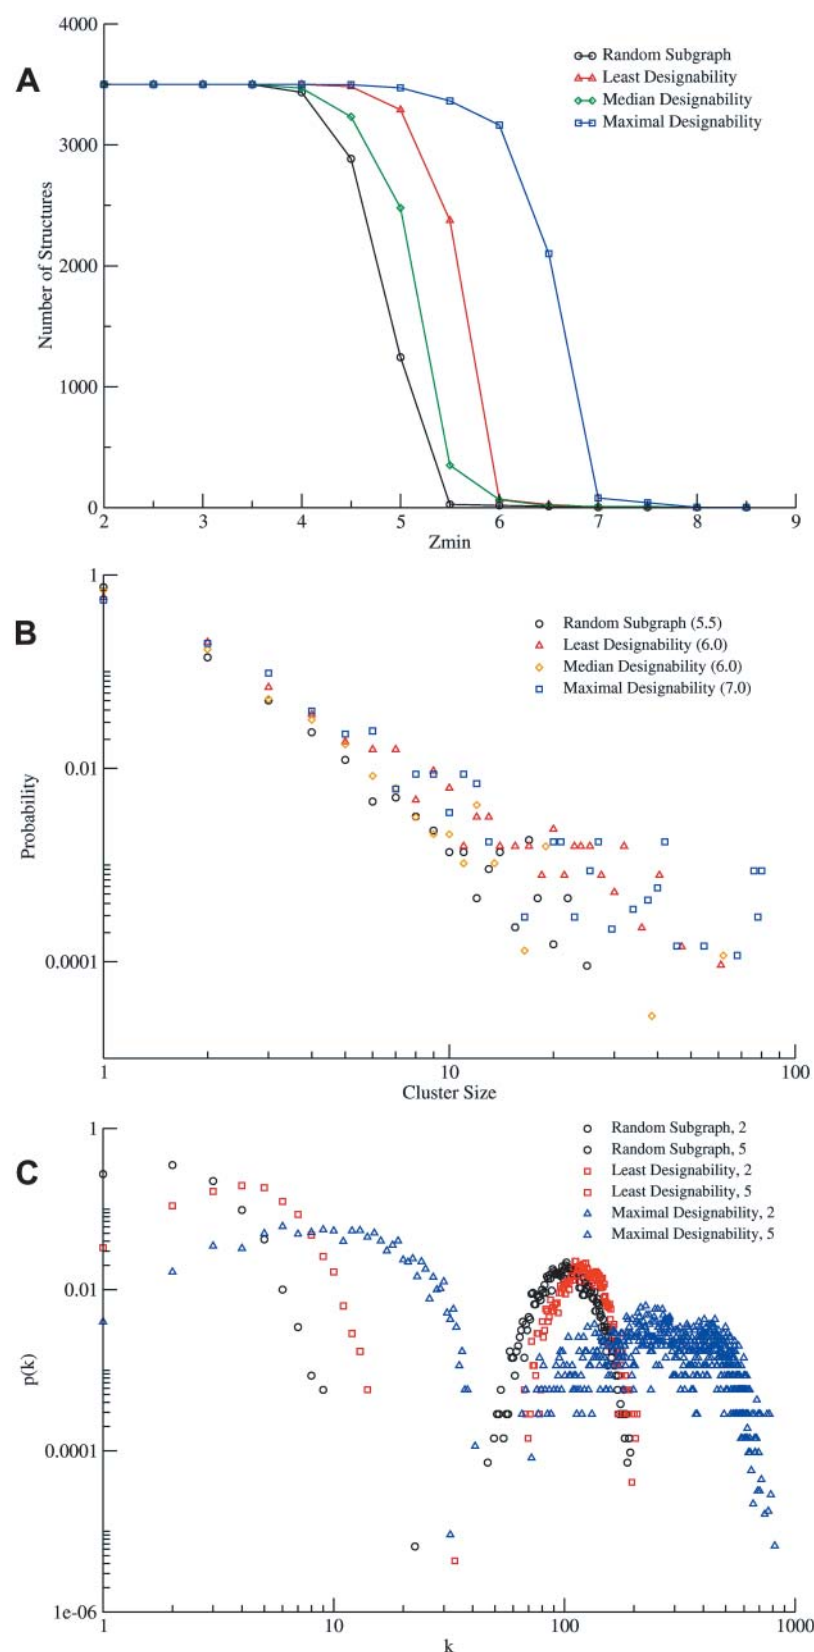 A
4000
3000
2000
1000
0
Number of Structures
Random Subgraph
Least Designability
Median Designability
Maximal Designability
2 3 4 5 6 7 8 9
Zmin
B
1
0.01
0.0001
Probability
Random Subgraph (5.5)
Least Designability (6.0)
Median Designability (6.0)
Maximal Designability (7.0)
1 10 100
Cluster Size
C
1
0.01
0.0001
1e-06
p(k)
Random Subgraph, 2
Random Subgraph, 5
Least Designability, 2
Least Designability, 5
Maximal Designability, 2
Maximal Designability, 5
1 10 100 1000
k